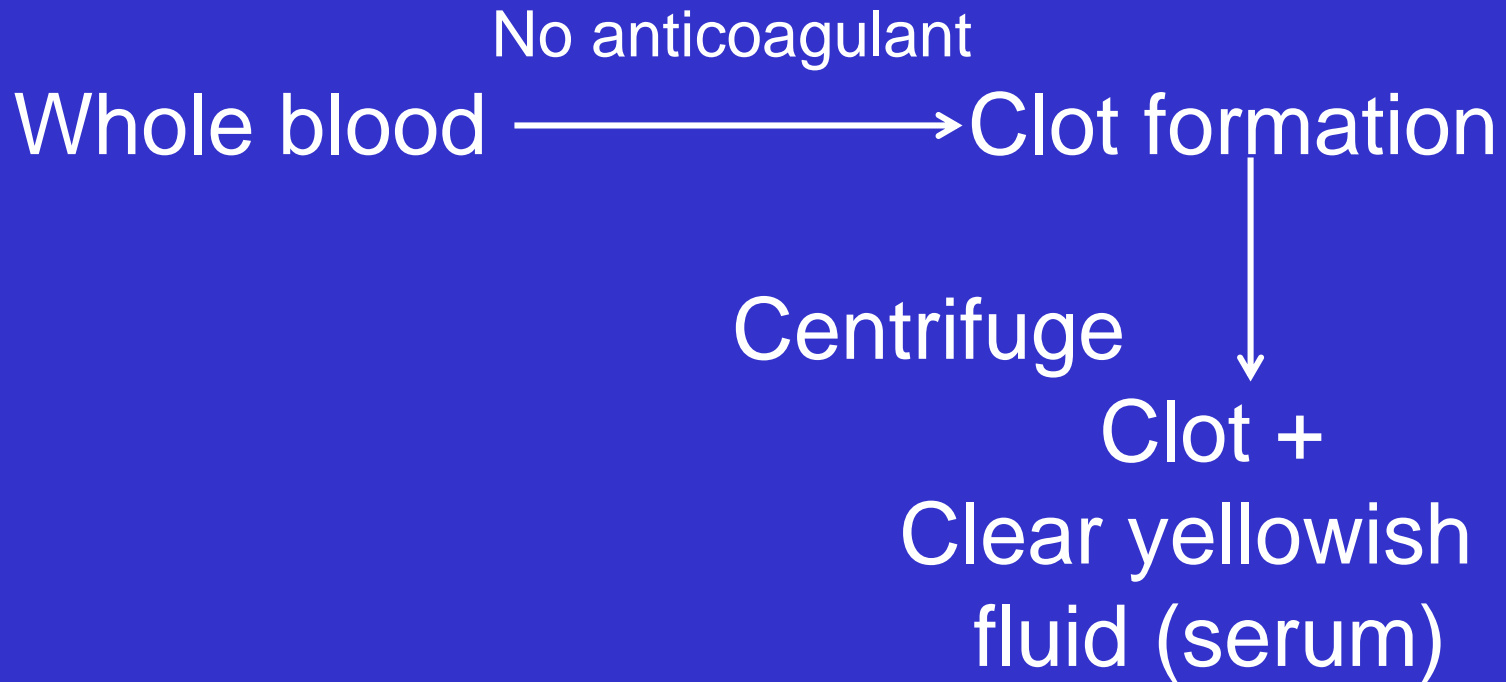 No anticoagulant
Whole blood
Clot formation
Centrifuge
Clot +
Clear yellowish
fluid (serum)